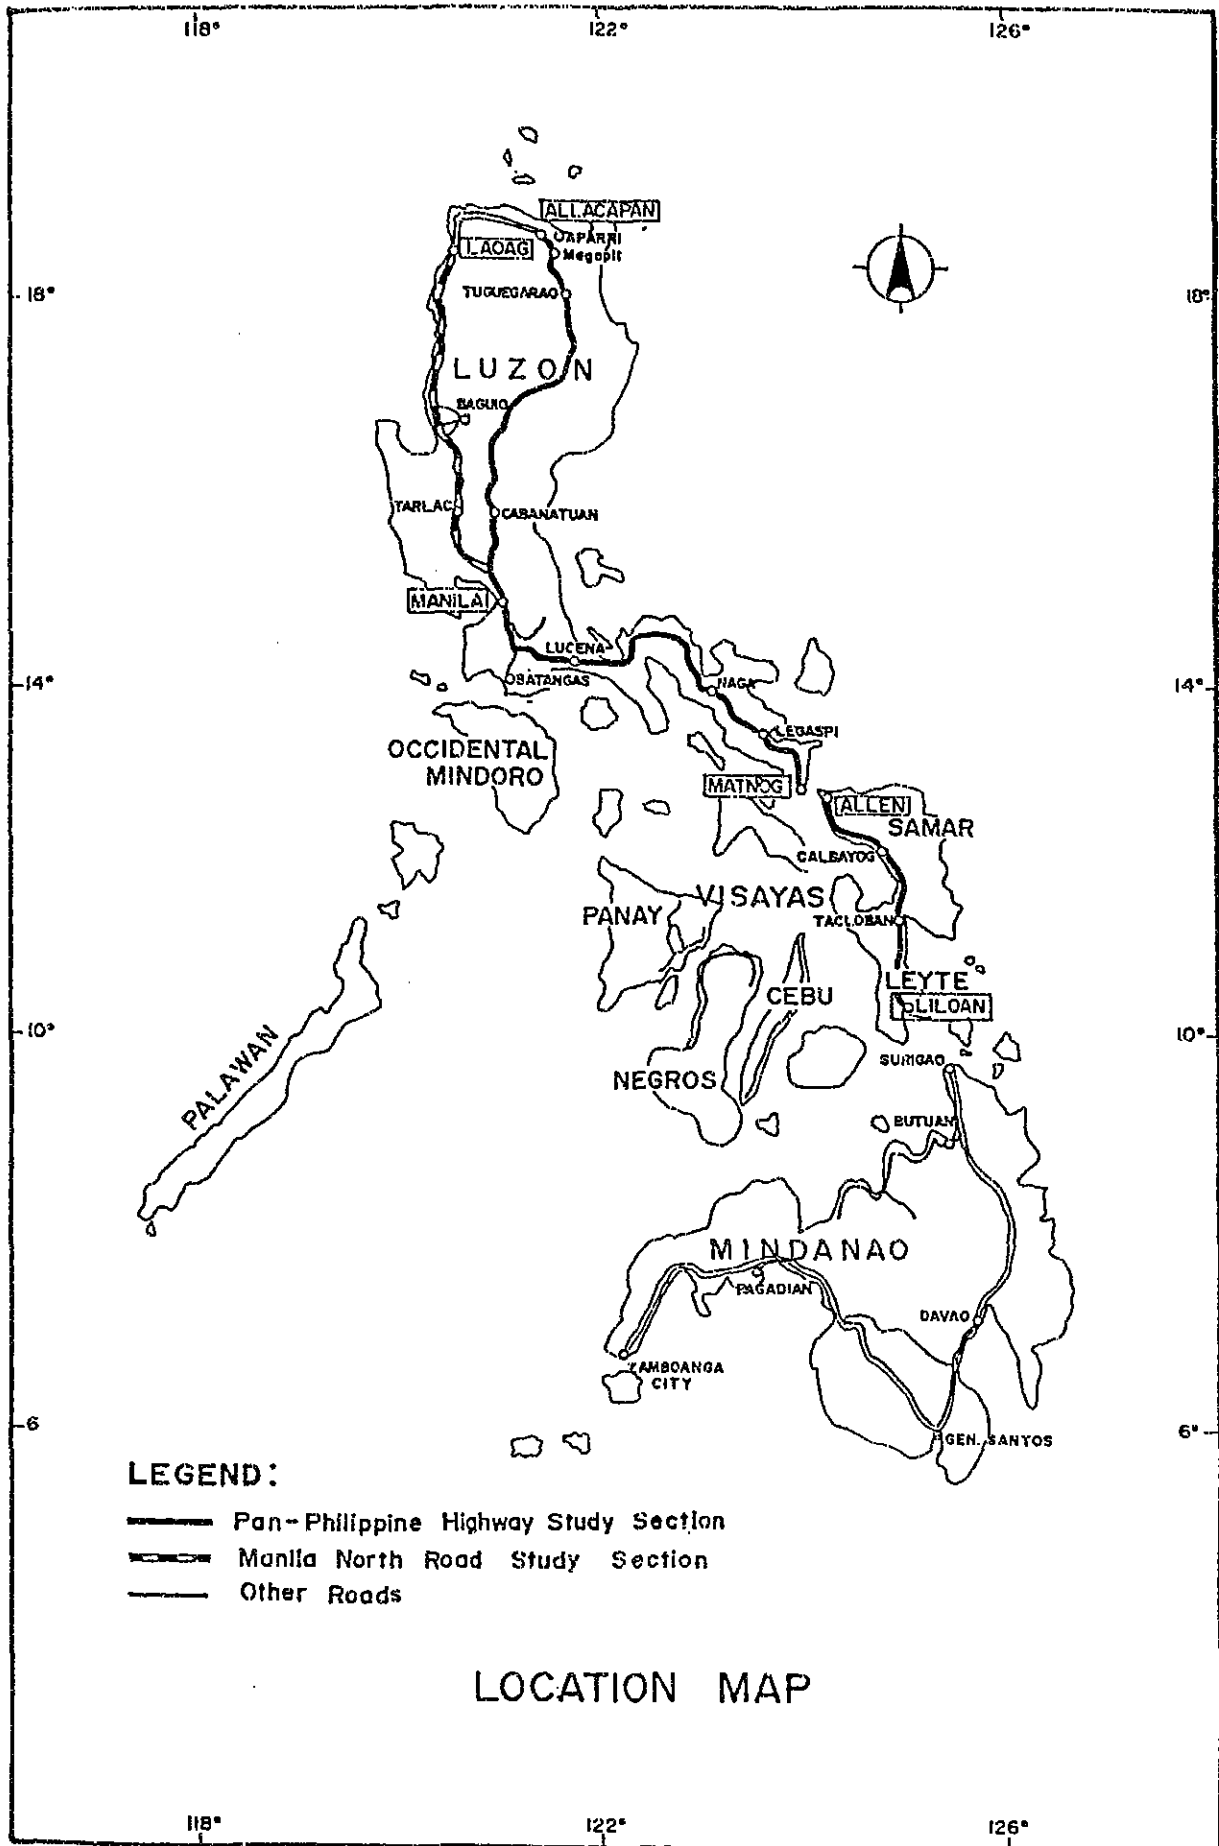 118° 122° 126°
ALLACAPAN
APARRI
LAOAG
Magapit
18° 18°
TUGUEGARAO
LUZON
BAGUIO
TARLAC
CABANATUAN
MANILA
LUCENA
BATANGAS
14° 14°
NAGA
LEGASPI
OCCIDENTAL
MINDORO
MATNOG
ALLEN
SAMAR
CALBAYOG
VISAYAS
PANAY
TACLOBAN
LEYTE
CEBU
LILOAN
10° 10°
SURIGAO
PALAWAN
NEGROS
BUTUAN
MINDANAO
PAGADIAN
DAVAO
ZAMBOANGA
CITY
6 6°
GEN. SANTOS
LEGEND:
Pan-Philippine Highway Study Section
Manila North Road Study Section
Other Roads
LOCATION MAP
118° 122° 126°